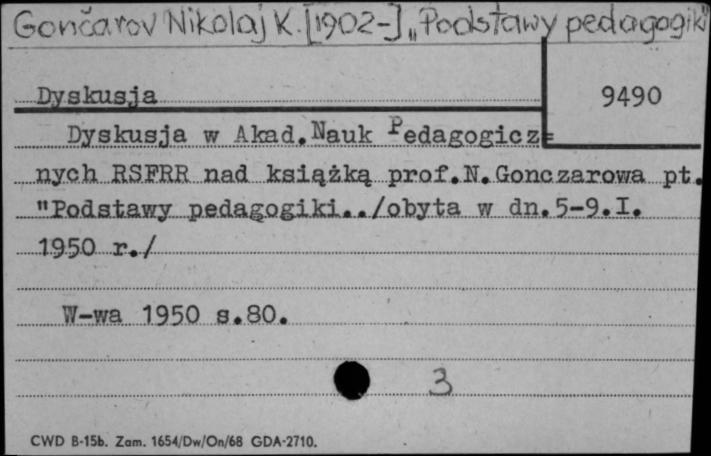 Gončarov Nikolaj K. [1902-] „Podstawy pedagogiki
Dyskusja
9490
Dyskusja w Akad.Nauk Pedagogicz=
nych RSFRR nad książką prof.N.Gonczarowa pt.
"Podstawy pedagogiki../obyta w dn.5-9.I.
1950 r./
W-wa 1950 s.80.
3
CWD B-15b. Zam. 1654/Dw/On/68 GDA-2710.